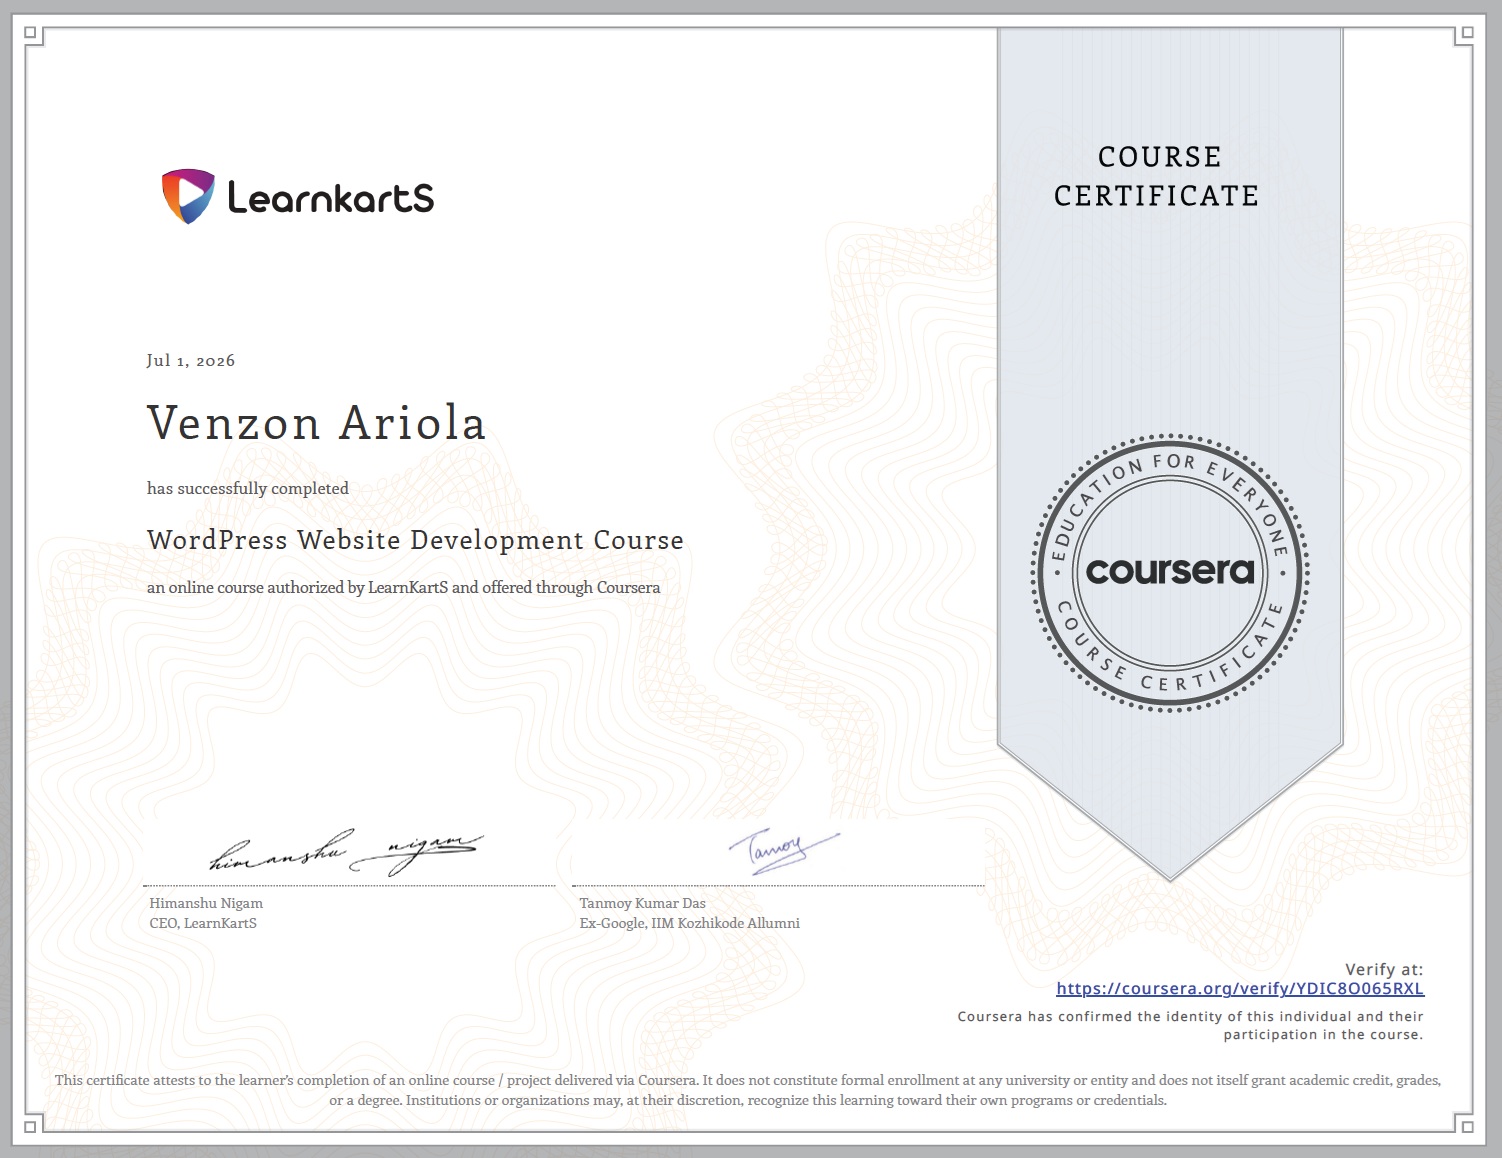 LearnkartS
COURSE
CERTIFICATE
Jul 1, 2026
Venzon Ariola
has successfully completed
WordPress Website Development Course
an online course authorized by LearnKartS and offered through Coursera
EDUCATION FOR EVERYONE
coursera
COURSE CERTIFICATE
himanshu nigam
Tanmoy
Himanshu Nigam
CEO, LearnKartS
Tanmoy Kumar Das
Ex-Google, IIM Kozhikode Allumni
Verify at:
https://coursera.org/verify/YDIC8O065RXL
Coursera has confirmed the identity of this individual and their
participation in the course.
This certificate attests to the learner's completion of an online course / project delivered via Coursera. It does not constitute formal enrollment at any university or entity and does not itself grant academic credit, grades,
or a degree. Institutions or organizations may, at their discretion, recognize this learning toward their own programs or credentials.